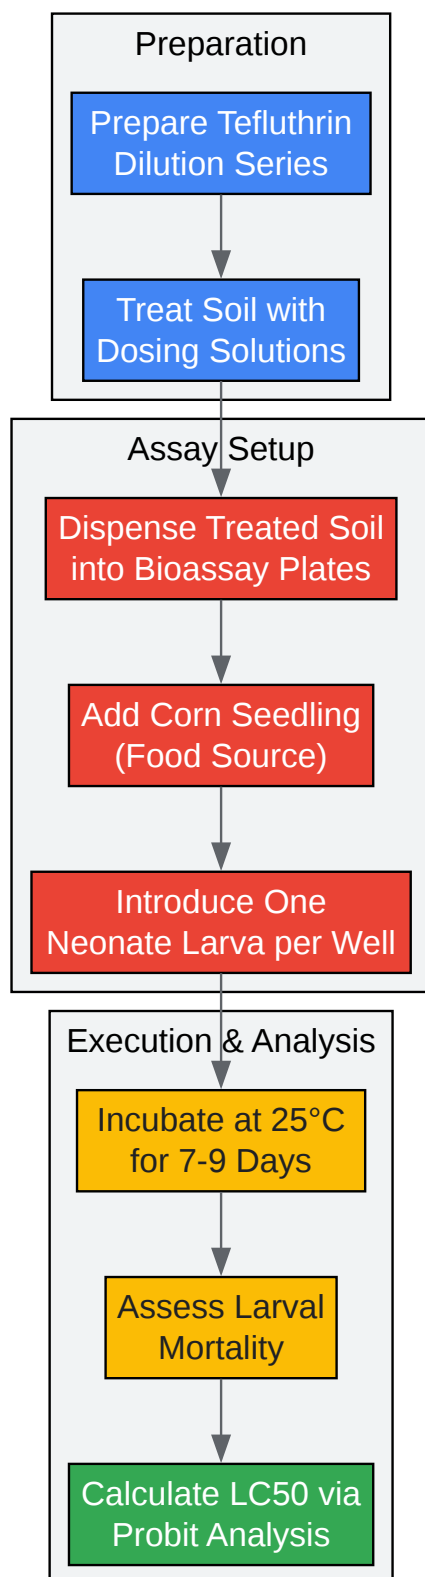 Preparation
Prepare Tefluthrin
Dilution Series
Treat Soil with
Dosing Solutions
Assay Setup
Dispense Treated Soil
into Bioassay Plates
Add Corn Seedling
(Food Source)
Introduce One
Neonate Larva per Well
Execution & Analysis
Incubate at 25°C
for 7-9 Days
Assess Larval
Mortality
Calculate LC50 via
Probit Analysis